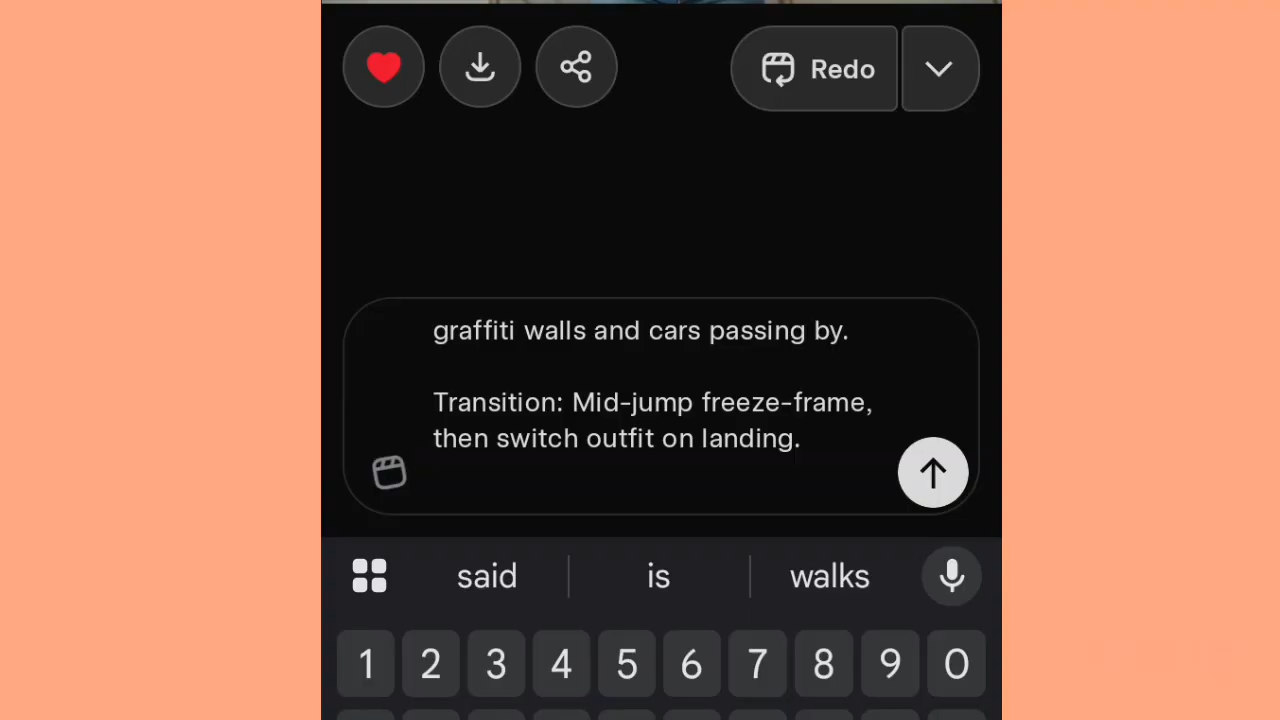 Redo
graffiti walls and cars passing by.
Transition: Mid-jump freeze-frame,
then switch outfit on landing.
said is walks
1 2 3 4 5 6 7 8 9 0